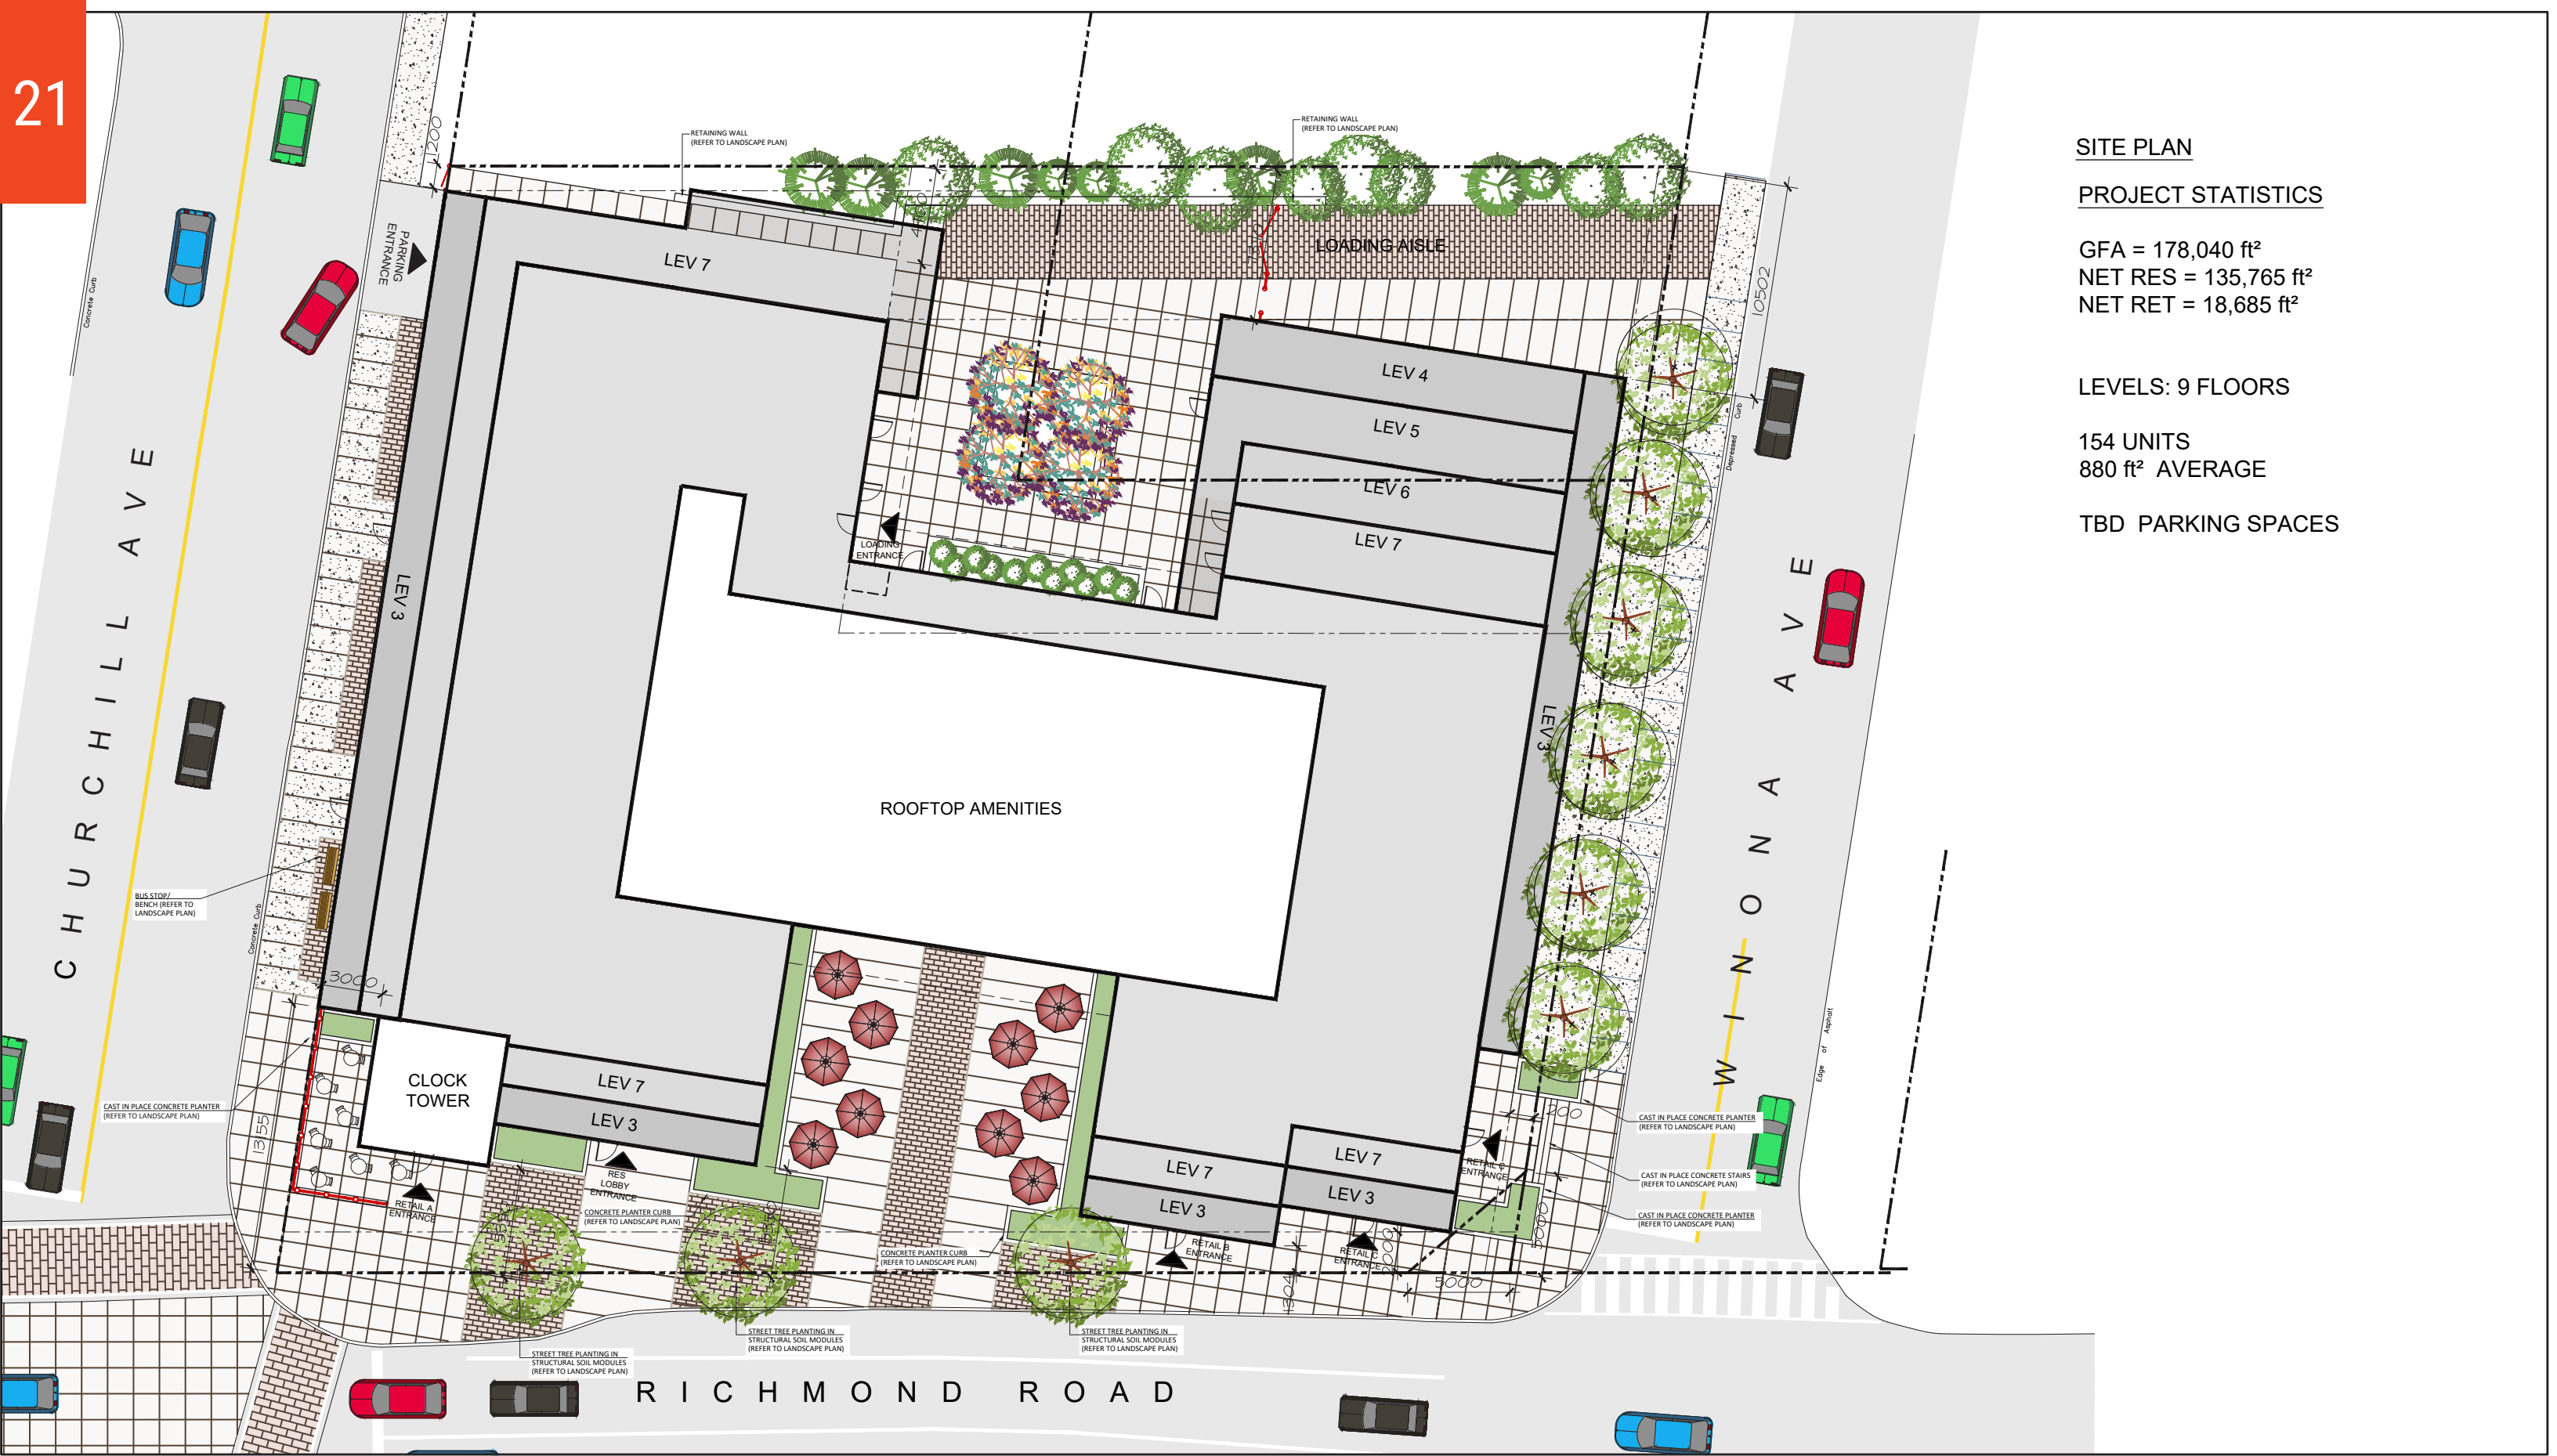 21
SITE PLAN
PROJECT STATISTICS
GFA = 178,040 ft²
NET RES = 135,765 ft²
NET RET = 18,685 ft²
LEVELS: 9 FLOORS
154 UNITS
880 ft² AVERAGE
TBD PARKING SPACES
1200
RETAINING WALL
(REFER TO LANDSCAPE PLAN)
RETAINING WALL
(REFER TO LANDSCAPE PLAN)
PARKING
ENTRANCE
LEV 7
LOADING AISLE
10502
Concrete Curb
LEV 4
LEV 5
LEV 6
LEV 7
Depressed Curb
LOADING
ENTRANCE
LEV 3
LEV 3
CHURCHILL AVE
WINONA AVE
ROOFTOP AMENITIES
BUS STOP/
BENCH (REFER TO
LANDSCAPE PLAN)
Concrete Curb
3000
CLOCK
TOWER
LEV 7
LEV 3
CAST IN PLACE CONCRETE PLANTER
(REFER TO LANDSCAPE PLAN)
13155
RES
LOBBY
ENTRANCE
RETAIL A
ENTRANCE
CONCRETE PLANTER CURB
(REFER TO LANDSCAPE PLAN)
CONCRETE PLANTER CURB
(REFER TO LANDSCAPE PLAN)
LEV 7
LEV 3
LEV 7
LEV 3
RETAIL B
ENTRANCE
RETAIL C
ENTRANCE
RETAIL C
ENTRANCE
Edge of Asphalt
CAST IN PLACE CONCRETE PLANTER
(REFER TO LANDSCAPE PLAN)
CAST IN PLACE CONCRETE STAIRS
(REFER TO LANDSCAPE PLAN)
CAST IN PLACE CONCRETE PLANTER
(REFER TO LANDSCAPE PLAN)
5000
STREET TREE PLANTING IN
STRUCTURAL SOIL MODULES
(REFER TO LANDSCAPE PLAN)
STREET TREE PLANTING IN
STRUCTURAL SOIL MODULES
(REFER TO LANDSCAPE PLAN)
STREET TREE PLANTING IN
STRUCTURAL SOIL MODULES
(REFER TO LANDSCAPE PLAN)
RICHMOND ROAD